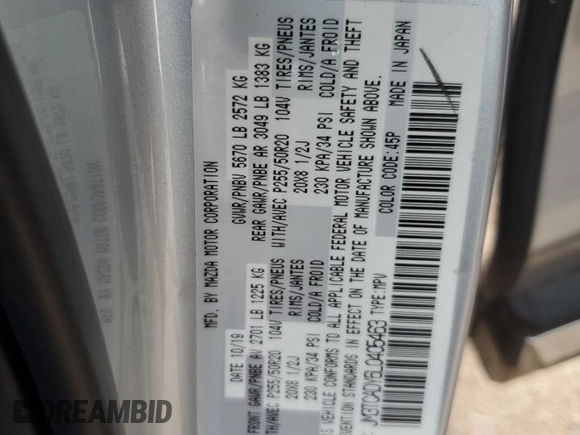 MFD. BY MAZDA MOTOR CORPORATION
DATE 10/19 GVWR/PNBV 5670 LB 2572 KG
FRONT GAWR/PNBE AV 2701 LB 1225 KG REAR GAWR/PNBE AR 3049 LB 1383 KG
WITH/AVEC P255/50R20 104V TIRES/PNEUS WITH/AVEC P255/50R20 104V TIRES/PNEUS
20X8 1/2J RIMS/JANTES 20X8 1/2J RIMS/JANTES
230 KPA/34 PSI COLD/A FROID 230 KPA/34 PSI COLD/A FROID
THIS VEHICLE CONFORMS TO ALL APPLICABLE FEDERAL MOTOR VEHICLE SAFETY AND THEFT
PREVENTION STANDARDS IN EFFECT ON THE DATE OF MANUFACTURE SHOWN ABOVE.
JM3TCADY6L0405463 TYPE:MPV COLOR CODE:45P MADE IN JAPAN
DREAMBID